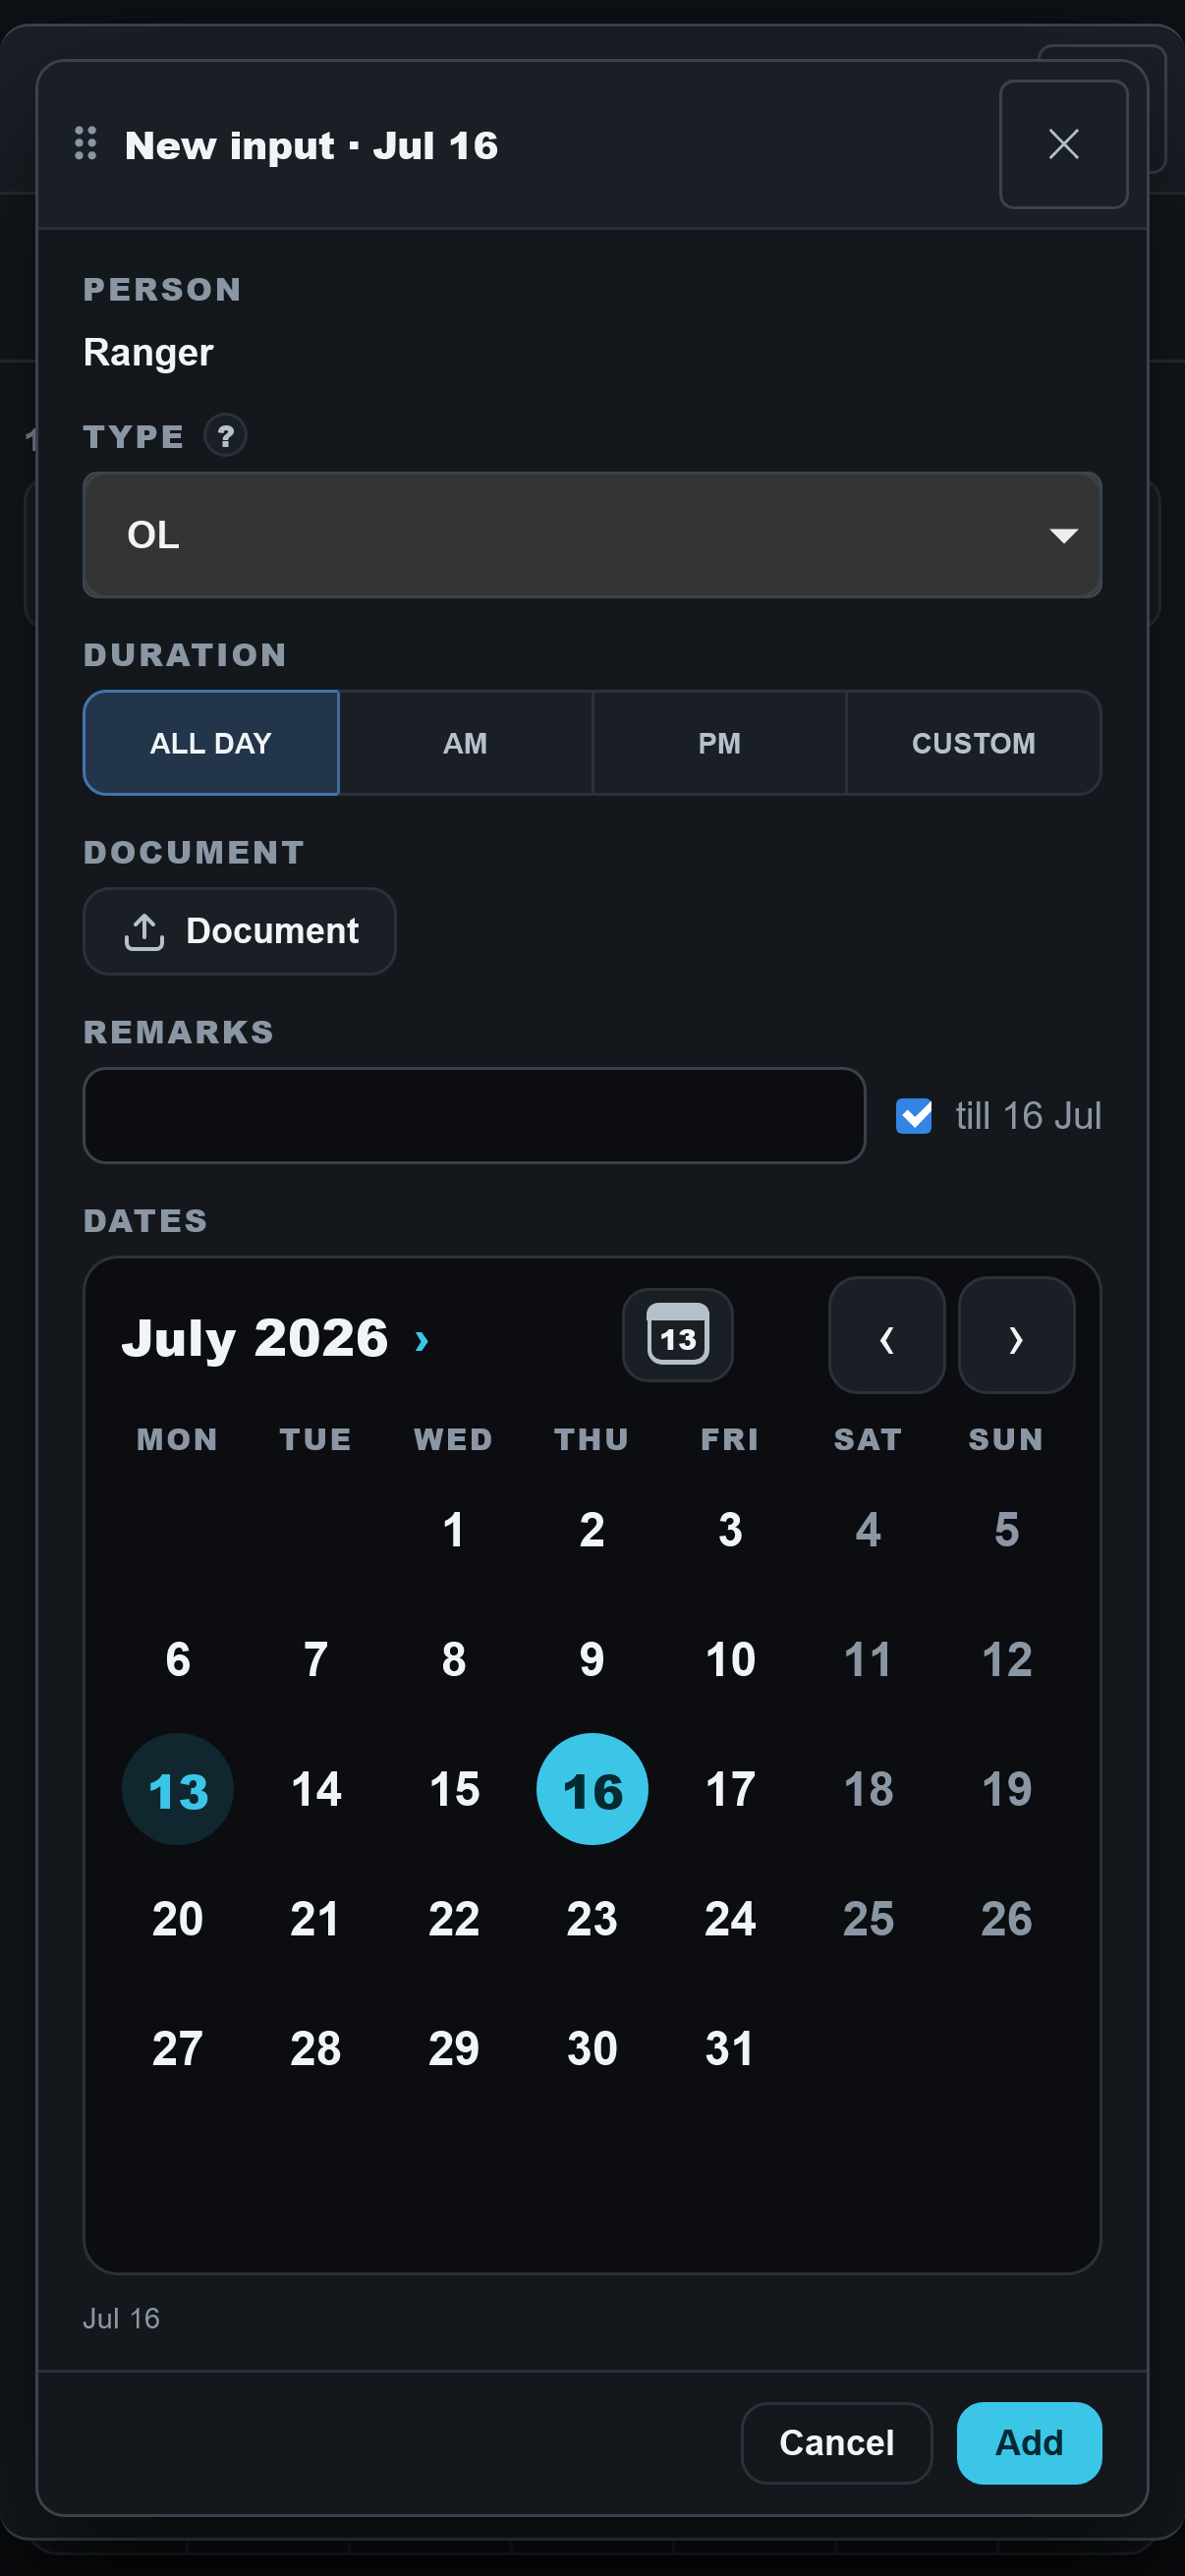 New input · Jul 16
PERSON
Ranger
TYPE ?
OL
DURATION
ALL DAY AM PM CUSTOM
DOCUMENT
Document
REMARKS
till 16 Jul
DATES
July 2026 › 13 ‹ ›
MON TUE WED THU FRI SAT SUN
1 2 3 4 5
6 7 8 9 10 11 12
13 14 15 16 17 18 19
20 21 22 23 24 25 26
27 28 29 30 31
Jul 16
Cancel Add